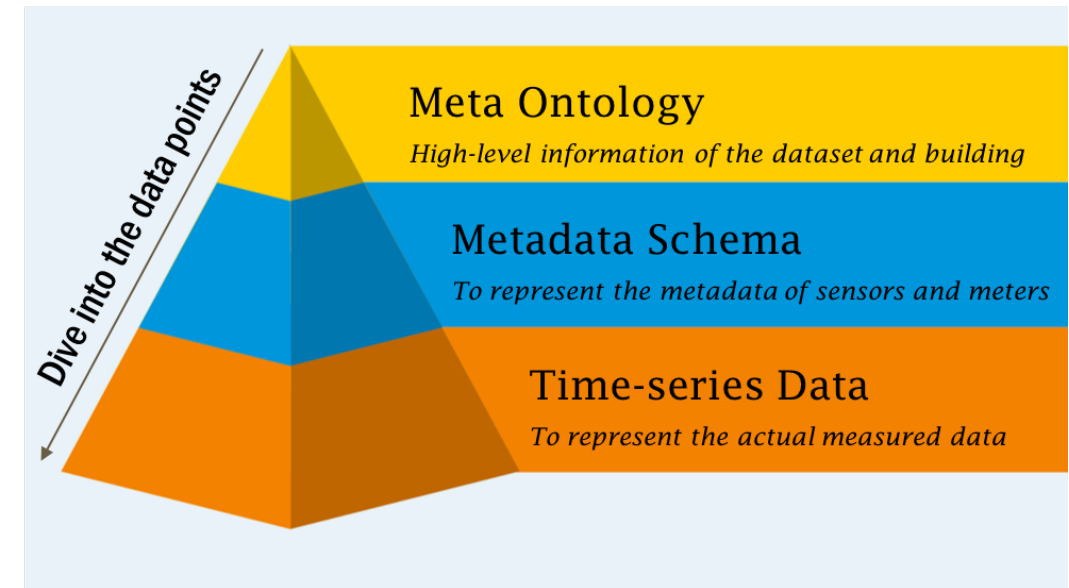 Dive into the data points
Meta Ontology
High-level information of the dataset and building
Metadata Schema
To represent the metadata of sensors and meters
Time-series Data
To represent the actual measured data